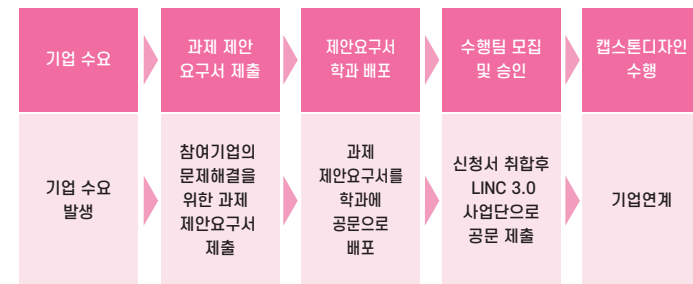 기업 수요
과제 제안
요구서 제출
제안요구서
학과 배포
수행팀 모집
및 승인
캡스톤디자인
수행
기업 수요
발생
참여기업의
문제해결을
위한 과제
제안요구서
제출
과제
제안요구서를
학과에
공문으로
배포
신청서 취합후
LINC 3.0
사업단으로
공문 제출
기업연계